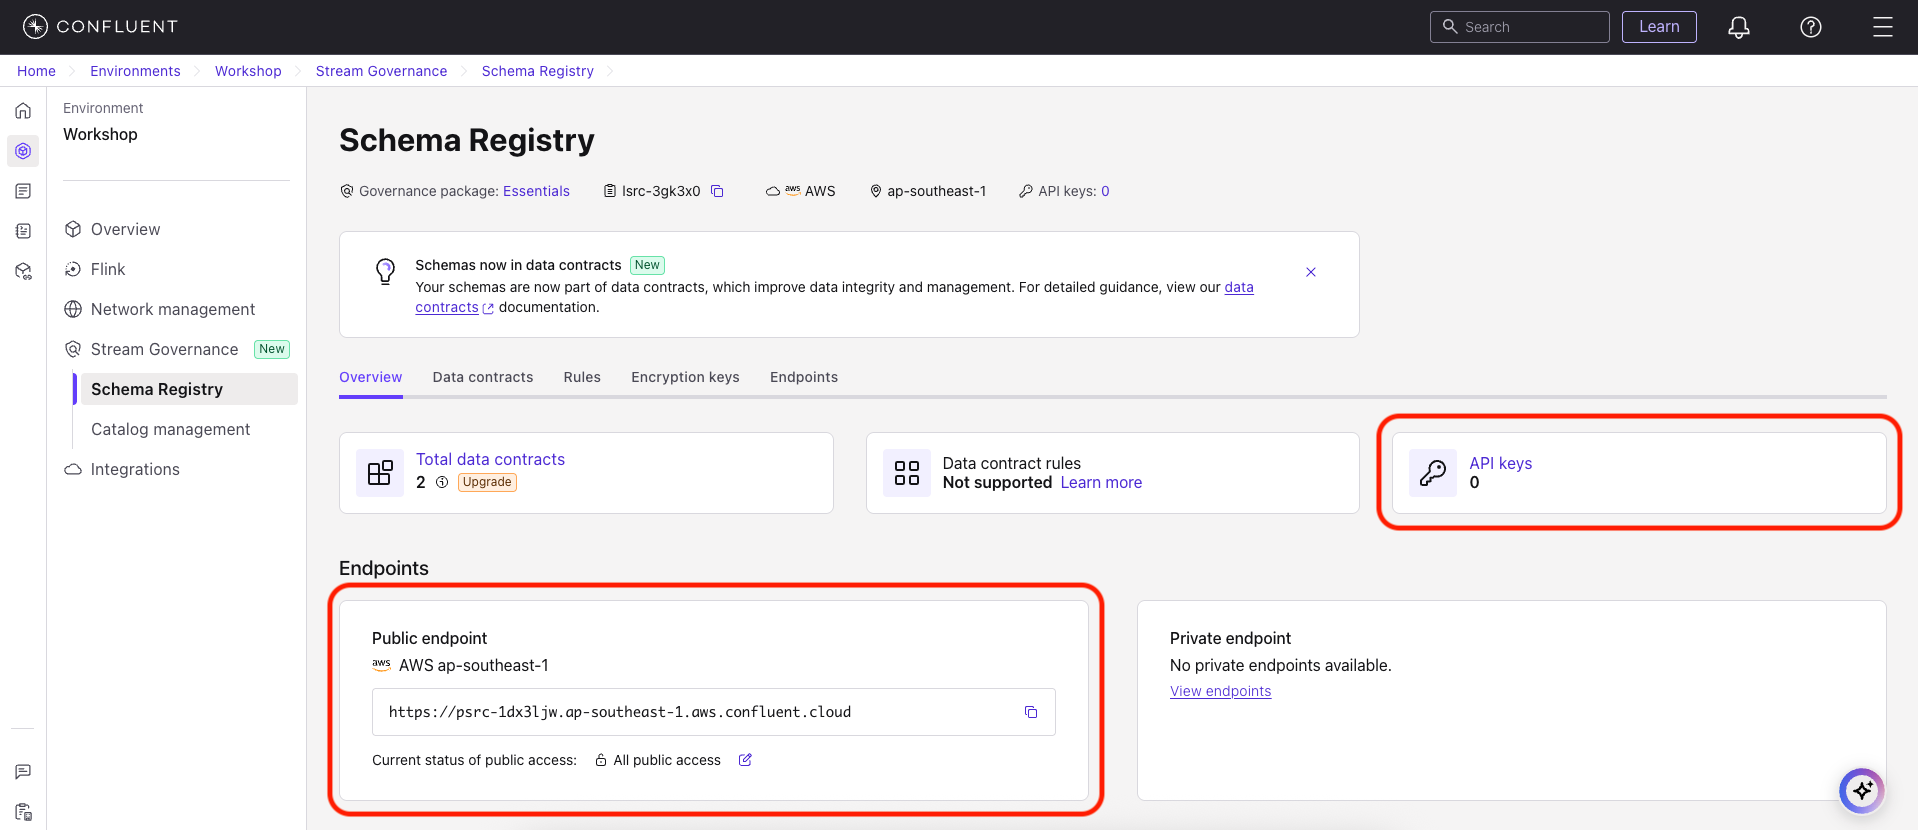 CONFLUENT
Search
Learn
Home
Environments
Workshop
Stream Governance
Schema Registry
Environment
Workshop
Overview
Flink
Network management
Stream Governance New
Schema Registry
Catalog management
Integrations
Schema Registry
Governance package: Essentials
lsrc-3gk3x0
aws AWS
ap-southeast-1
API keys: 0
Schemas now in data contracts New
Your schemas are now part of data contracts, which improve data integrity and management. For detailed guidance, view our data
contracts documentation.
Overview
Data contracts
Rules
Encryption keys
Endpoints
Total data contracts
2 Upgrade
Data contract rules
Not supported Learn more
API keys
0
Endpoints
Public endpoint
aws AWS ap-southeast-1
https://psrc-1dx3ljw.ap-southeast-1.aws.confluent.cloud
Current status of public access: All public access
Private endpoint
No private endpoints available.
View endpoints